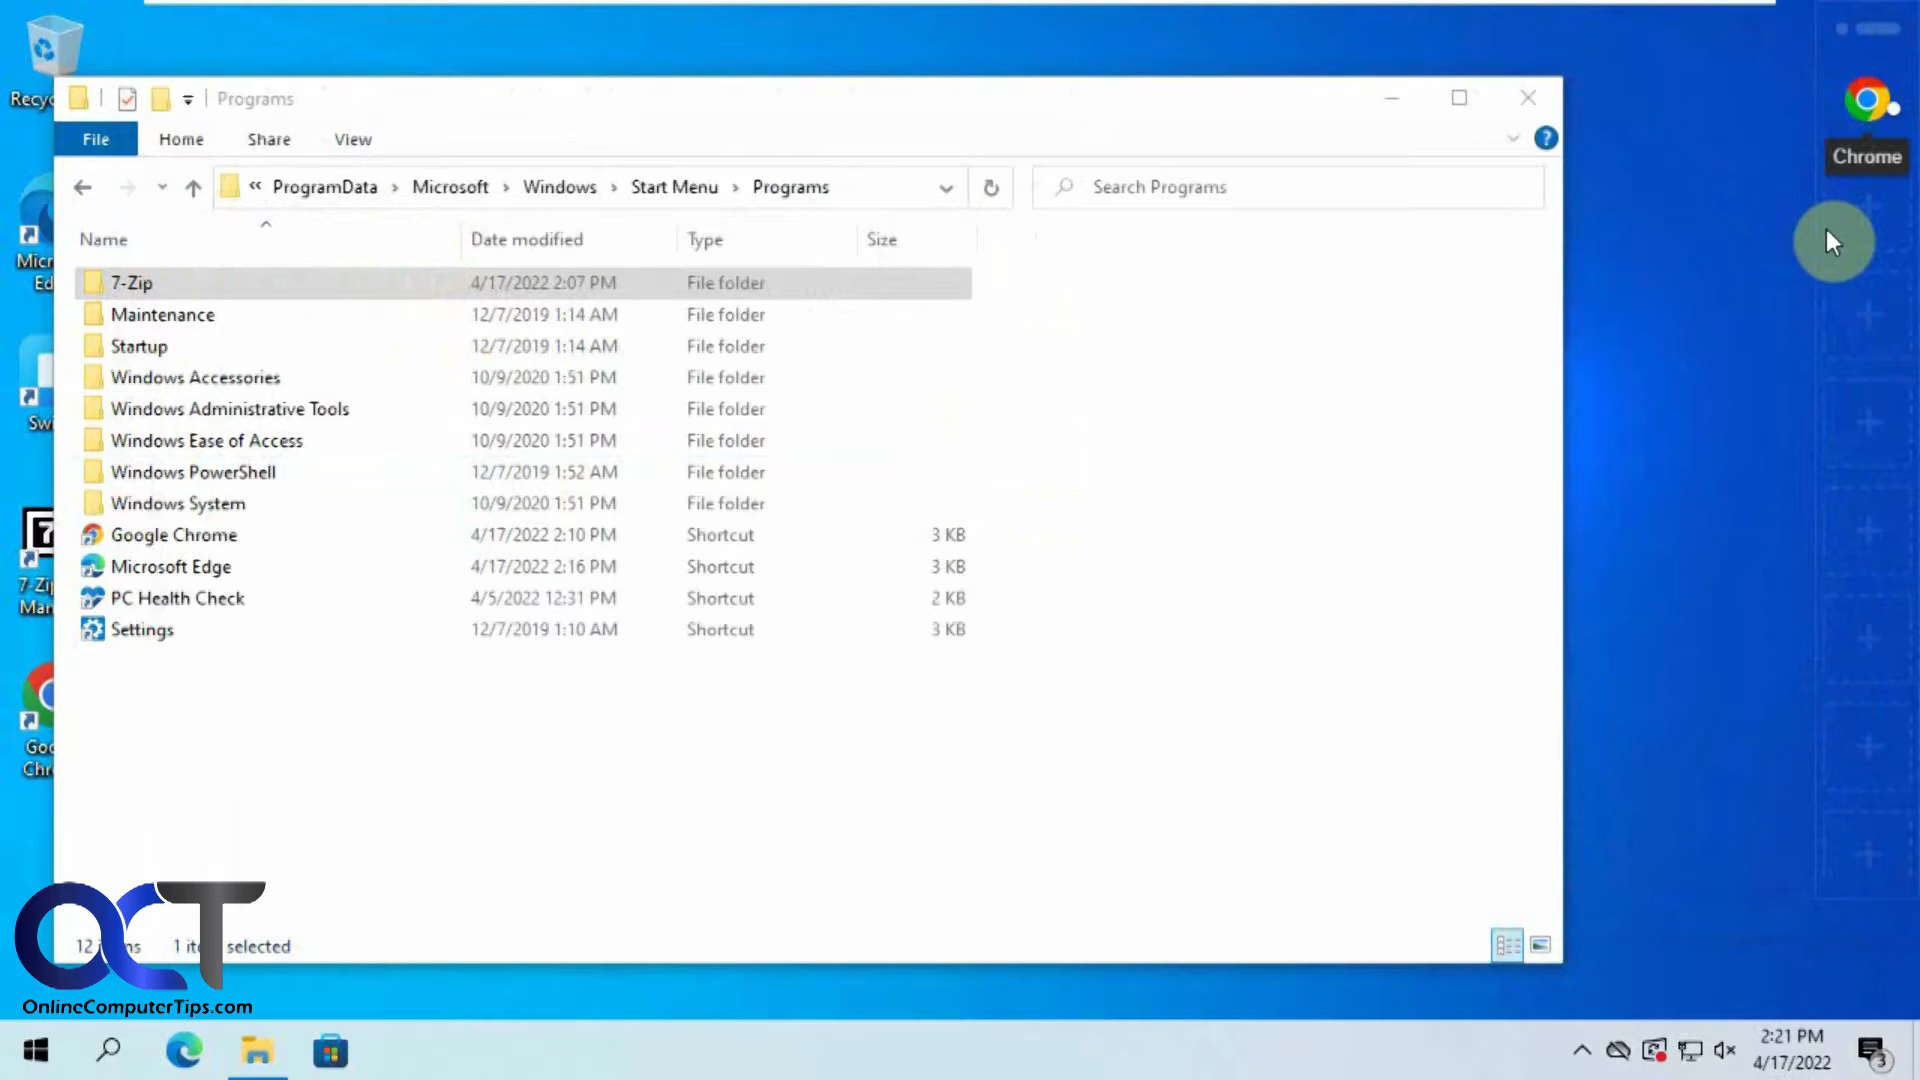 Recyc
Programs
File
Home
Share
View
« ProgramData › Microsoft › Windows › Start Menu › Programs
Search Programs
Chrome
Name
Date modified
Type
Size
7-Zip 4/17/2022 2:07 PM File folder
Maintenance 12/7/2019 1:14 AM File folder
Startup 12/7/2019 1:14 AM File folder
Windows Accessories 10/9/2020 1:51 PM File folder
Windows Administrative Tools 10/9/2020 1:51 PM File folder
Windows Ease of Access 10/9/2020 1:51 PM File folder
Windows PowerShell 12/7/2019 1:52 AM File folder
Windows System 10/9/2020 1:51 PM File folder
Google Chrome 4/17/2022 2:10 PM Shortcut 3 KB
Microsoft Edge 4/17/2022 2:16 PM Shortcut 3 KB
PC Health Check 4/5/2022 12:31 PM Shortcut 2 KB
Settings 12/7/2019 1:10 AM Shortcut 3 KB
Micr
Ed
Swi
7-Zi
Man
Goo
Chr
12 selected
OCT
OnlineComputerTips.com
2:21 PM
4/17/2022
3